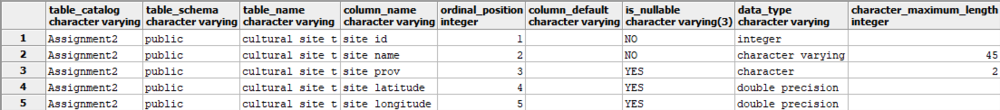 table_catalog table_schema table_name column_name ordinal_position column_default is_nullable data_type character_maximum_length
character varying character varying character varying character varying integer character varying character varying(3) character varying integer
1 Assignment2 public cultural site t site id 1 NO integer
2 Assignment2 public cultural site t site name 2 NO character varying 45
3 Assignment2 public cultural site t site prov 3 YES character 2
4 Assignment2 public cultural site t site latitude 4 YES double precision
5 Assignment2 public cultural site t site longitude 5 YES double precision